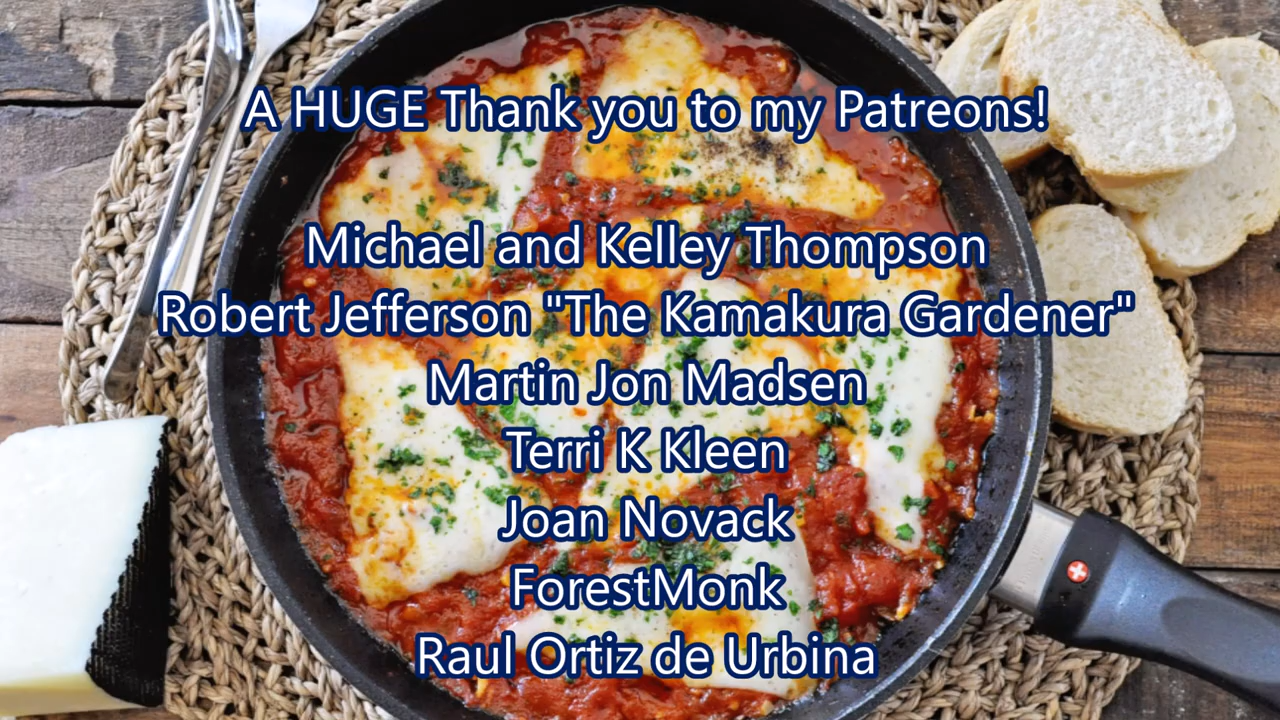 A HUGE Thank you to my Patreons!
Michael and Kelley Thompson
Robert Jefferson "The Kamakura Gardener"
Martin Jon Madsen
Terri K Kleen
Joan Novack
ForestMonk
Raul Ortiz de Urbina